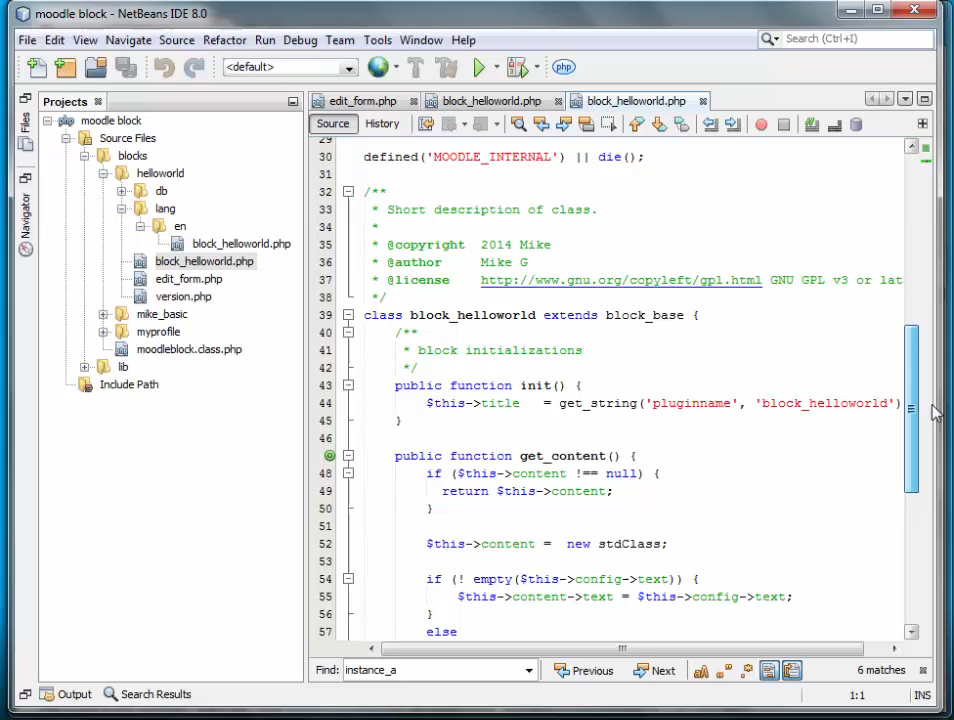 moodle block - NetBeans IDE 8.0
File Edit View Navigate Source Refactor Run Debug Team Tools Window Help
Search (Ctrl+I)
<default>
php
Files
Navigator
Projects
moodle block
Source Files
blocks
helloworld
db
lang
en
block_helloworld.php
block_helloworld.php
edit_form.php
version.php
mike_basic
myprofile
moodleblock.class.php
lib
Include Path
edit_form.php block_helloworld.php block_helloworld.php
Source History
29
30 defined('MOODLE_INTERNAL') || die();
31
32 /**
33 * Short description of class.
34 *
35 * @copyright 2014 Mike
36 * @author Mike G
37 * @license http://www.gnu.org/copyleft/gpl.html GNU GPL v3 or lat
38 */
39 class block_helloworld extends block_base {
40 /**
41 * block initializations
42 */
43 public function init() {
44 $this->title = get_string('pluginname', 'block_helloworld')
45 }
46
public function get_content() {
48 if ($this->content !== null) {
49 return $this->content;
50 }
51
52 $this->content = new stdClass;
53
54 if (! empty($this->config->text)) {
55 $this->content->text = $this->config->text;
56 }
57 else
Find: instance_a Previous Next 6 matches
Output Search Results 1:1 INS